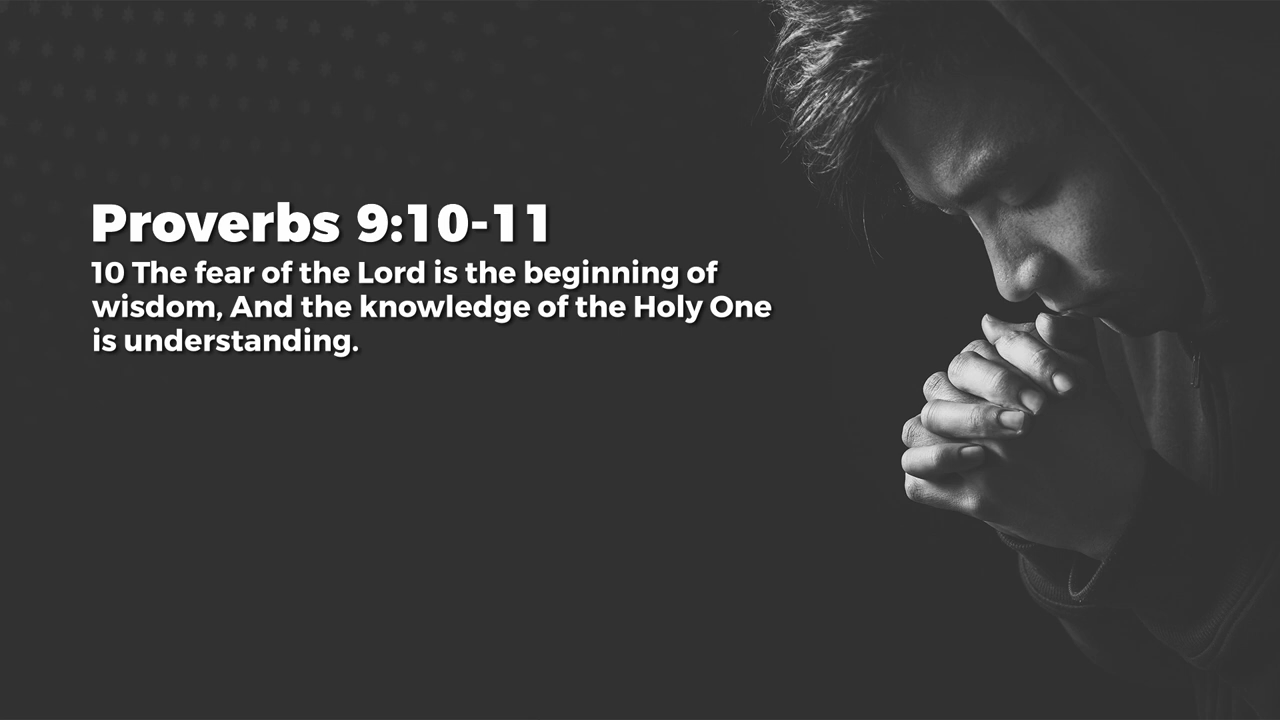 Proverbs 9:10-11
10 The fear of the Lord is the beginning of
wisdom, And the knowledge of the Holy One
is understanding.